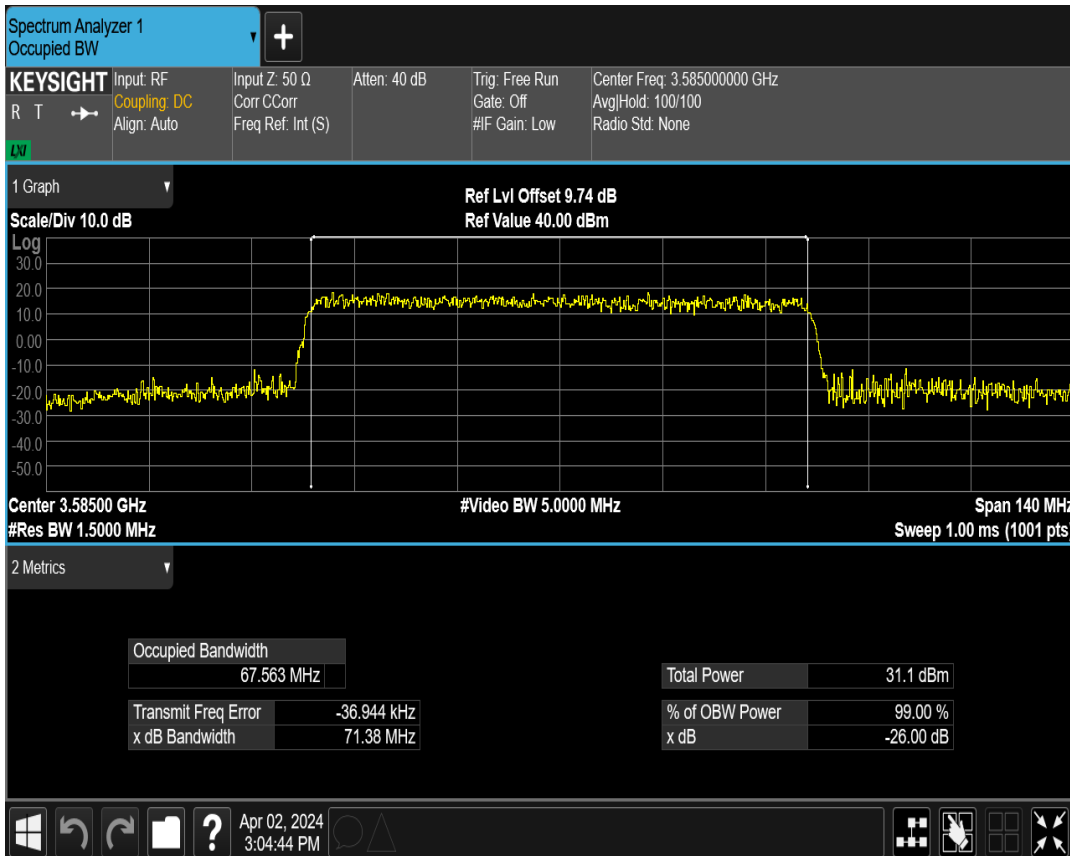 Spectrum Analyzer 1
Occupied BW
+
KEYSIGHT
R T
LXI
Input: RF
Coupling: DC
Align: Auto
Input Z: 50 Ω
Corr CCorr
Freq Ref: Int (S)
Atten: 40 dB
Trig: Free Run
Gate: Off
#IF Gain: Low
Center Freq: 3.585000000 GHz
Avg|Hold: 100/100
Radio Std: None
1 Graph
Ref Lvl Offset 9.74 dB
Scale/Div 10.0 dB
Ref Value 40.00 dBm
Log
30.0
20.0
10.0
0.00
-10.0
-20.0
-30.0
-40.0
-50.0
Center 3.58500 GHz
#Video BW 5.0000 MHz
Span 140 MHz
#Res BW 1.5000 MHz
Sweep 1.00 ms (1001 pts)
2 Metrics
Occupied Bandwidth
67.563 MHz
Total Power 31.1 dBm
Transmit Freq Error -36.944 kHz
% of OBW Power 99.00 %
x dB Bandwidth 71.38 MHz
x dB -26.00 dB
?
Apr 02, 2024
3:04:44 PM